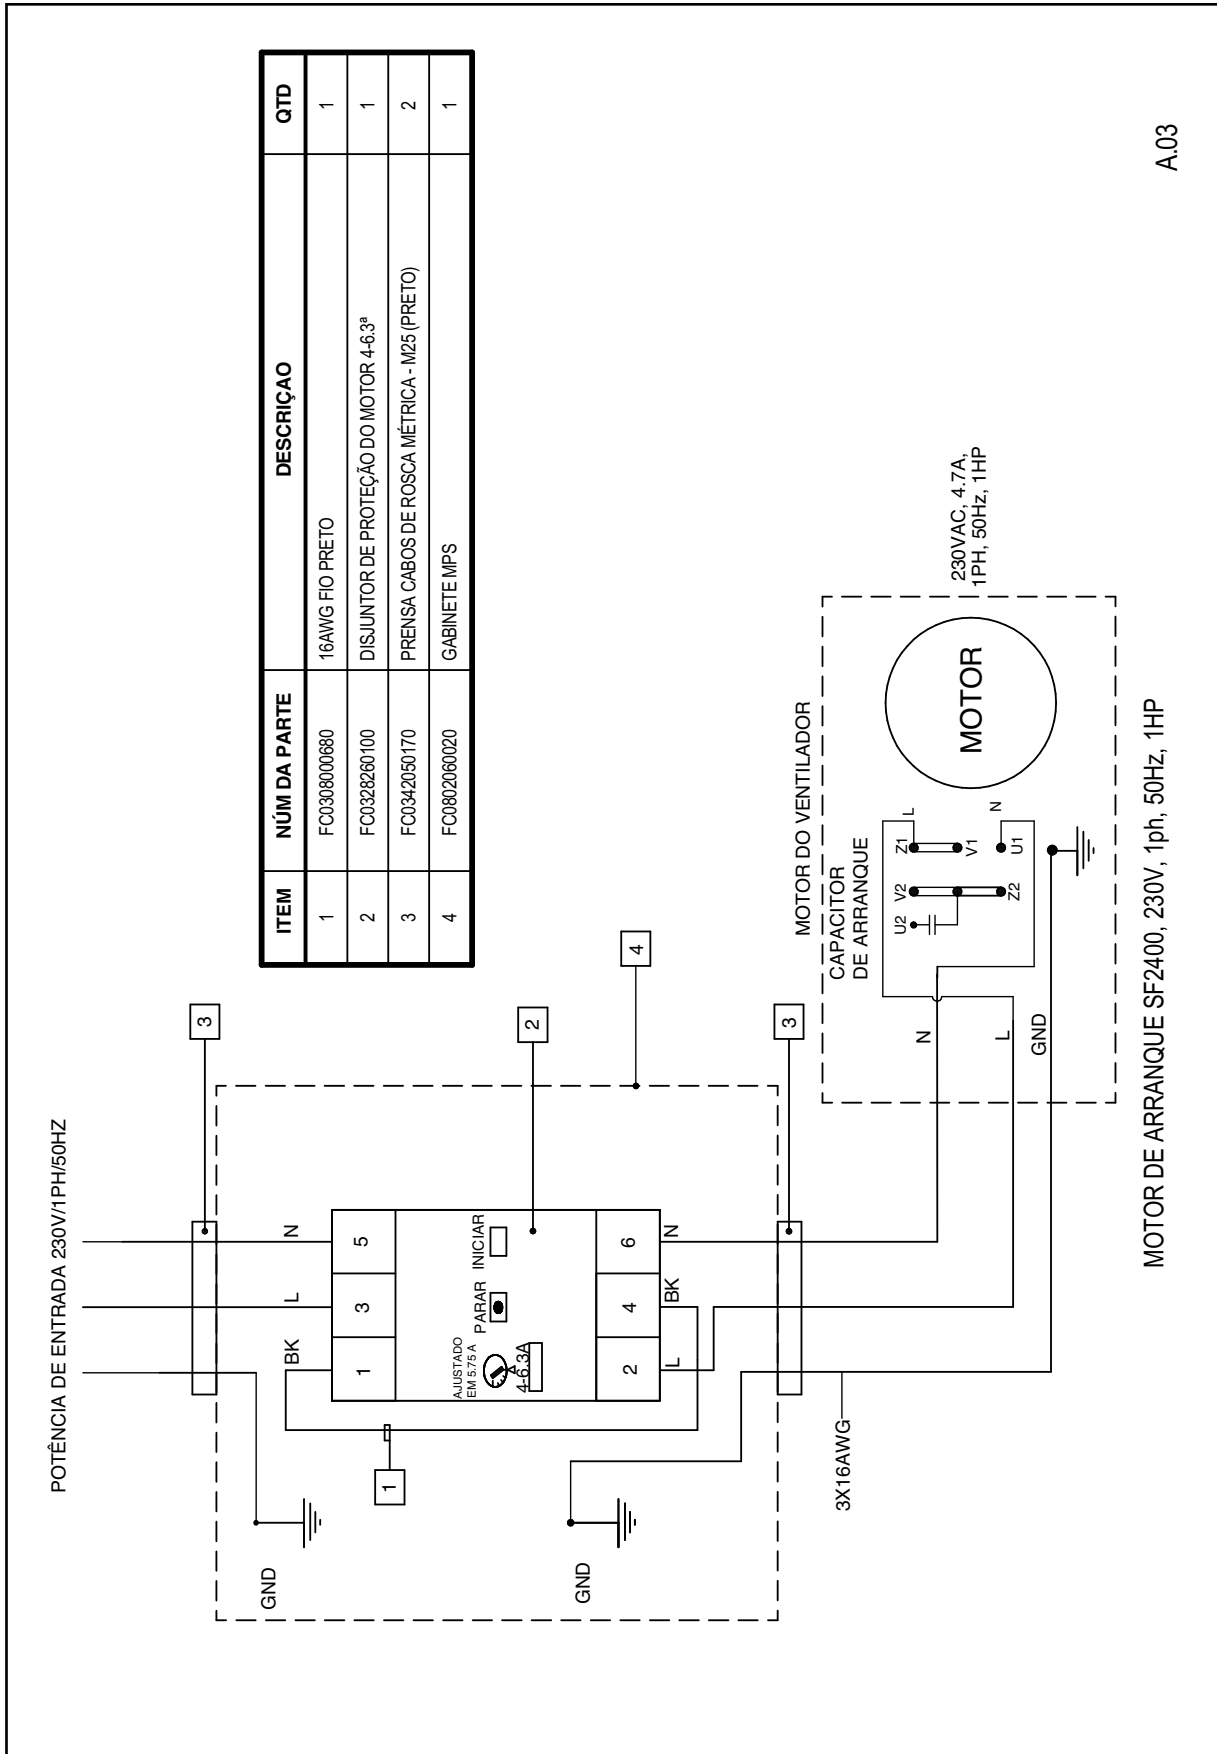 POTÊNCIA DE ENTRADA 230V/1PH/50HZ
3
GND
BK
L
N
1
3
5
1
AJUSTADO
EM 5.75 A
PARAR
INICIAR
4-6.3A
2
2
4
6
L
BK
N
GND
4
3
3X16AWG
ITEM NÚM DA PARTE DESCRIÇAO QTD
1 FC0308000680 16AWG FIO PRETO 1
2 FC0328260100 DISJUNTOR DE PROTEÇÃO DO MOTOR 4-6.3ª 1
3 FC0342050170 PRENSA CABOS DE ROSCA MÉTRICA - M25 (PRETO) 2
4 FC0802060020 GABINETE MPS 1
MOTOR DO VENTILADOR
CAPACITOR
DE ARRANQUE
U2
V2
Z1
L
V1
Z2
U1
N
N
L
GND
MOTOR
230VAC, 4.7A,
1PH, 50Hz, 1HP
MOTOR DE ARRANQUE SF2400, 230V, 1ph, 50Hz, 1HP
A.03